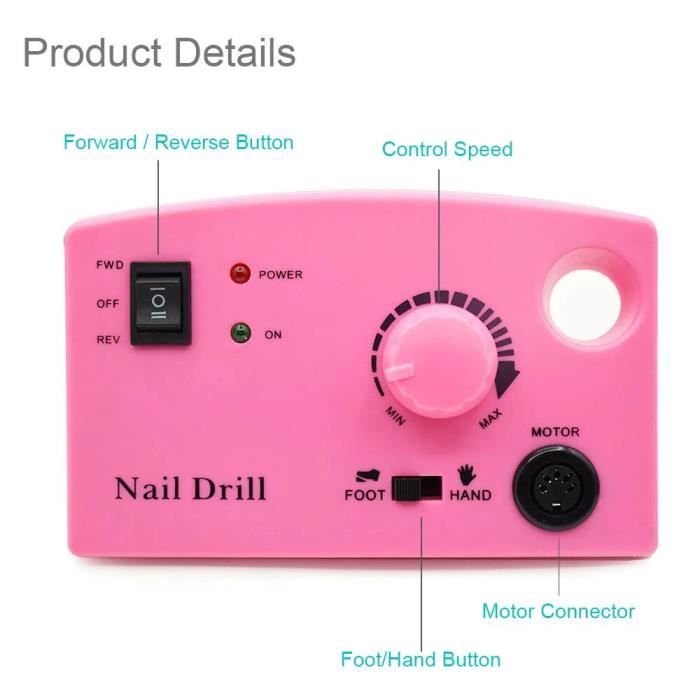 Product Details
Forward / Reverse Button
Control Speed
FWD
POWER
OFF
ON
REV
MIN
MAX
MOTOR
Nail Drill
FOOT
HAND
Motor Connector
Foot/Hand Button